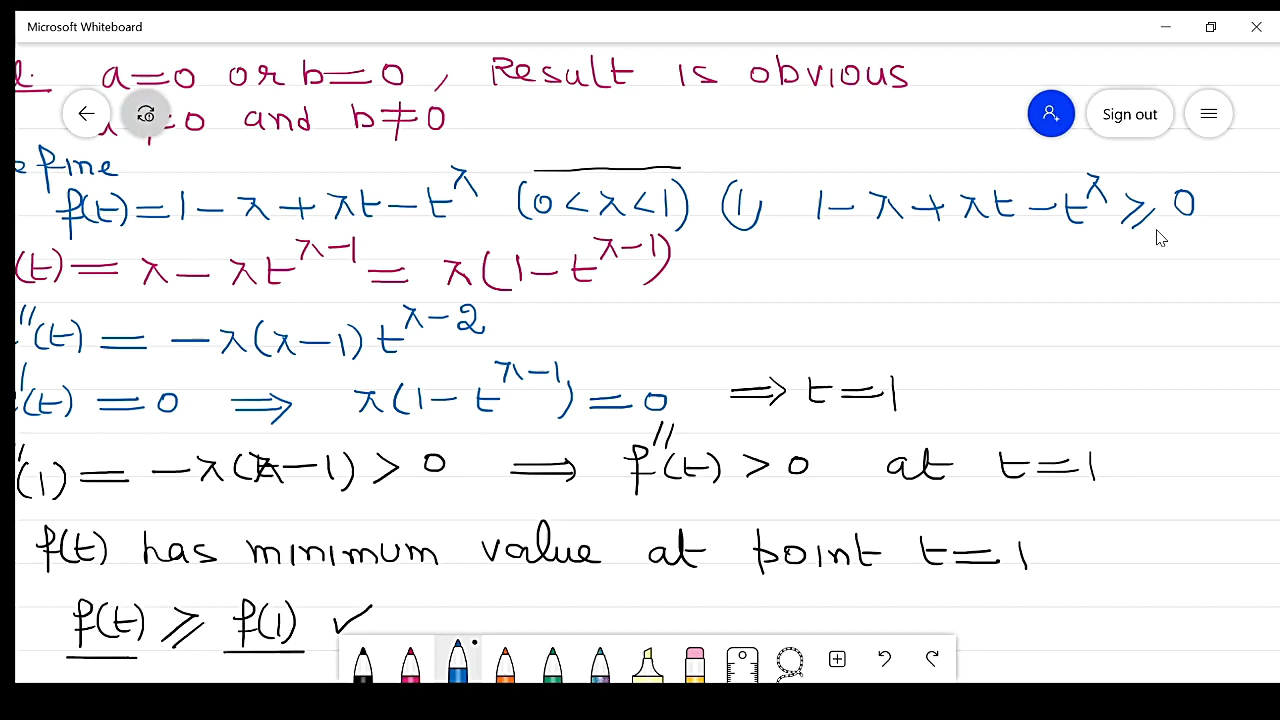 Microsoft Whiteboard
a=0 or b=0, Result is obvious
Sign out
≠0 and b≠0
efine
f(t)=1-λ+λt-t^λ (0<λ<1) (1) 1-λ+λt-t^λ ≥ 0
(t) = λ-λt^(λ-1) = λ(1-t^(λ-1))
''(t) = -λ(λ-1)t^(λ-2)
'(t) = 0 ⇒ λ(1-t^(λ-1))=0 ⇒ t=1
''(1) = -λ(λ-1) > 0 ⇒ f''(t) > 0 at t=1
f(t) has minimum value at point t=1
f(t) ≥ f(1) ✓